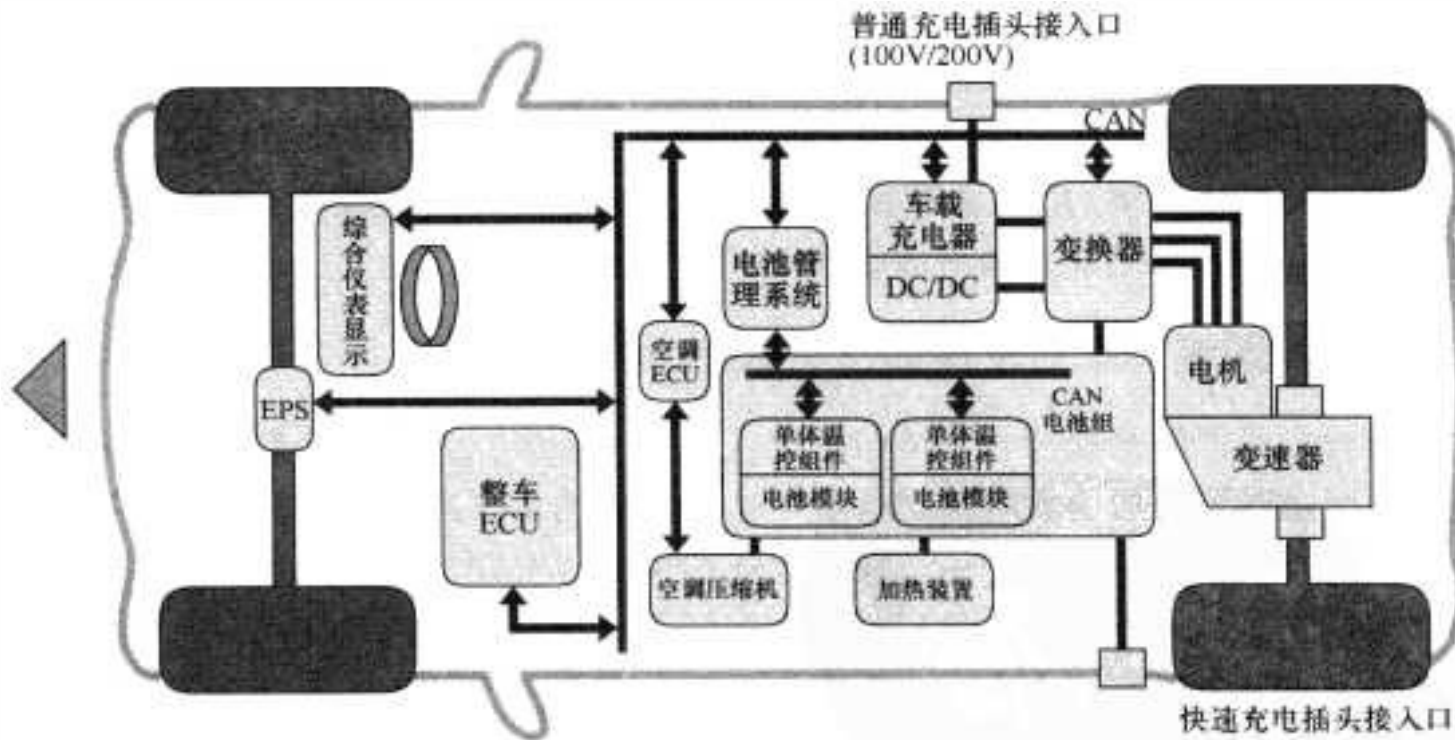 普通充电插头接入口
(100V/200V)
CAN
综合仪表显示
车载
充电器
DC/DC
变换器
电池管
理系统
空调
ECU
电机
EPS
CAN
电池组
单体温
控组件
电池模块
单体温
控组件
电池模块
变速器
整车
ECU
空调压缩机
加热装置
快速充电插头接入口